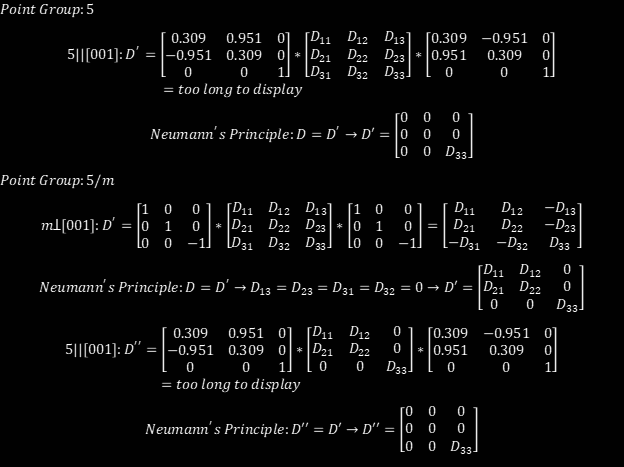 Point Group: 5
5||[001]: D′ = [0.309 0.951 0; −0.951 0.309 0; 0 0 1] * [D₁₁ D₁₂ D₁₃; D₂₁ D₂₂ D₂₃; D₃₁ D₃₂ D₃₃] * [0.309 −0.951 0; 0.951 0.309 0; 0 0 1]
= too long to display
Neumann′s Principle: D = D′ → D′ = [0 0 0; 0 0 0; 0 0 D₃₃]
Point Group: 5/m
m⊥[001]: D′ = [1 0 0; 0 1 0; 0 0 −1] * [D₁₁ D₁₂ D₁₃; D₂₁ D₂₂ D₂₃; D₃₁ D₃₂ D₃₃] * [1 0 0; 0 1 0; 0 0 −1] = [D₁₁ D₁₂ −D₁₃; D₂₁ D₂₂ −D₂₃; −D₃₁ −D₃₂ D₃₃]
Neumann′s Principle: D = D′ → D₁₃ = D₂₃ = D₃₁ = D₃₂ = 0 → D′ = [D₁₁ D₁₂ 0; D₂₁ D₂₂ 0; 0 0 D₃₃]
5||[001]: D′′ = [0.309 0.951 0; −0.951 0.309 0; 0 0 1] * [D₁₁ D₁₂ 0; D₂₁ D₂₂ 0; 0 0 D₃₃] * [0.309 −0.951 0; 0.951 0.309 0; 0 0 1]
= too long to display
Neumann′s Principle: D′′ = D′ → D′′ = [0 0 0; 0 0 0; 0 0 D₃₃]